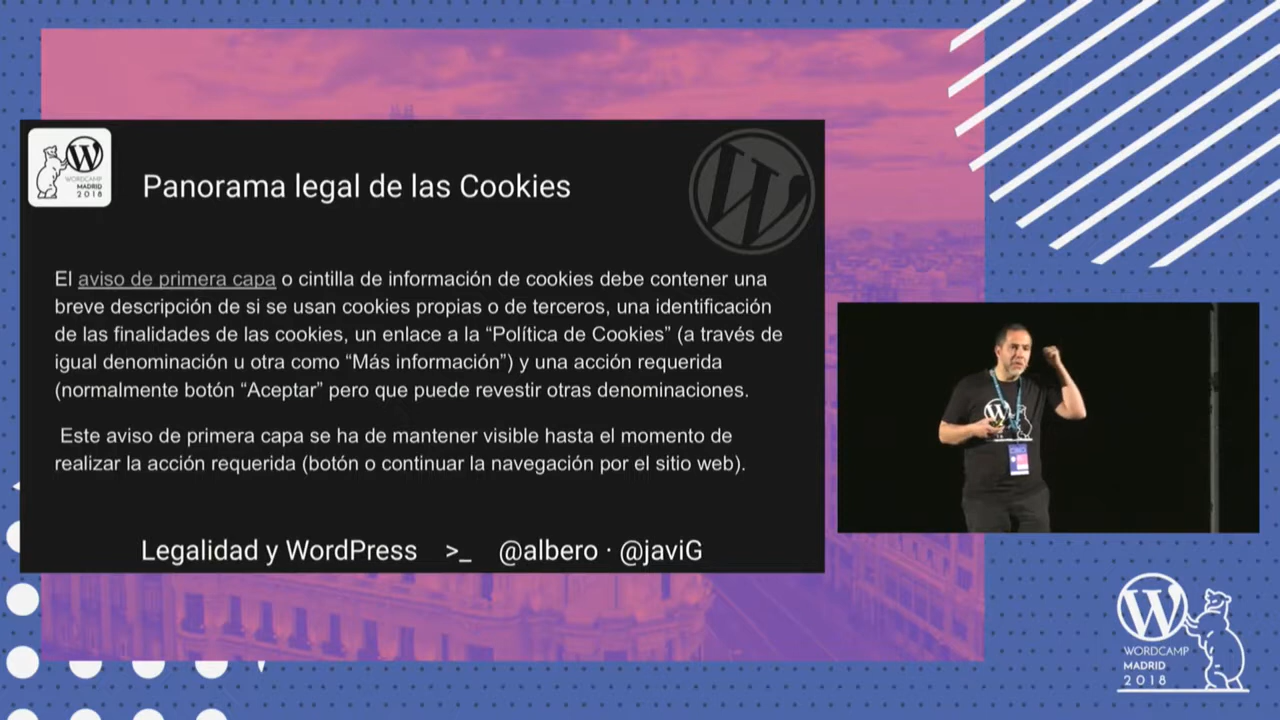 WORDCAMP
MADRID
2018
Panorama legal de las Cookies
El aviso de primera capa o cintilla de información de cookies debe contener una
breve descripción de si se usan cookies propias o de terceros, una identificación
de las finalidades de las cookies, un enlace a la “Política de Cookies” (a través de
igual denominación u otra como “Más información”) y una acción requerida
(normalmente botón “Aceptar” pero que puede revestir otras denominaciones.
Este aviso de primera capa se ha de mantener visible hasta el momento de
realizar la acción requerida (botón o continuar la navegación por el sitio web).
Legalidad y WordPress >_ @albero · @javiG
WORDCAMP
MADRID
2018